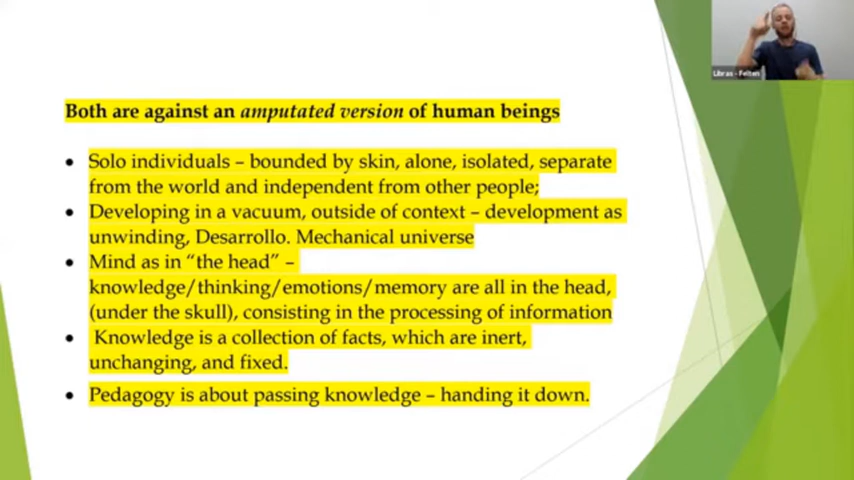 Libras - Felten
Both are against an amputated version of human beings
• Solo individuals – bounded by skin, alone, isolated, separate
from the world and independent from other people;
• Developing in a vacuum, outside of context – development as
unwinding, Desarrollo. Mechanical universe
• Mind as in “the head” –
knowledge/thinking/emotions/memory are all in the head,
(under the skull), consisting in the processing of information
• Knowledge is a collection of facts, which are inert,
unchanging, and fixed.
• Pedagogy is about passing knowledge – handing it down.